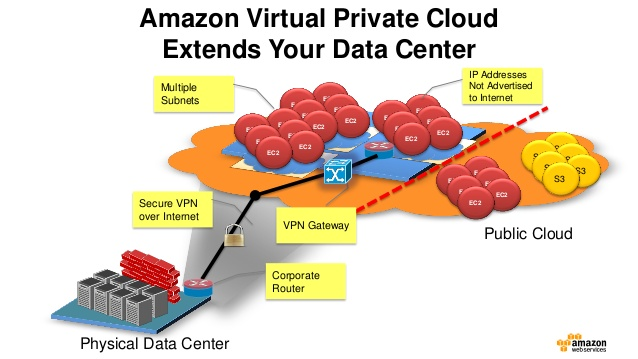 Amazon Virtual Private Cloud
Extends Your Data Center
Multiple
Subnets
IP Addresses
Not Advertised
to Internet
EC2
EC2
EC2
EC2
EC2
EC2
EC2
EC2
S3
Secure VPN
over Internet
VPN Gateway
Public Cloud
Corporate
Router
Physical Data Center
amazon
webservices